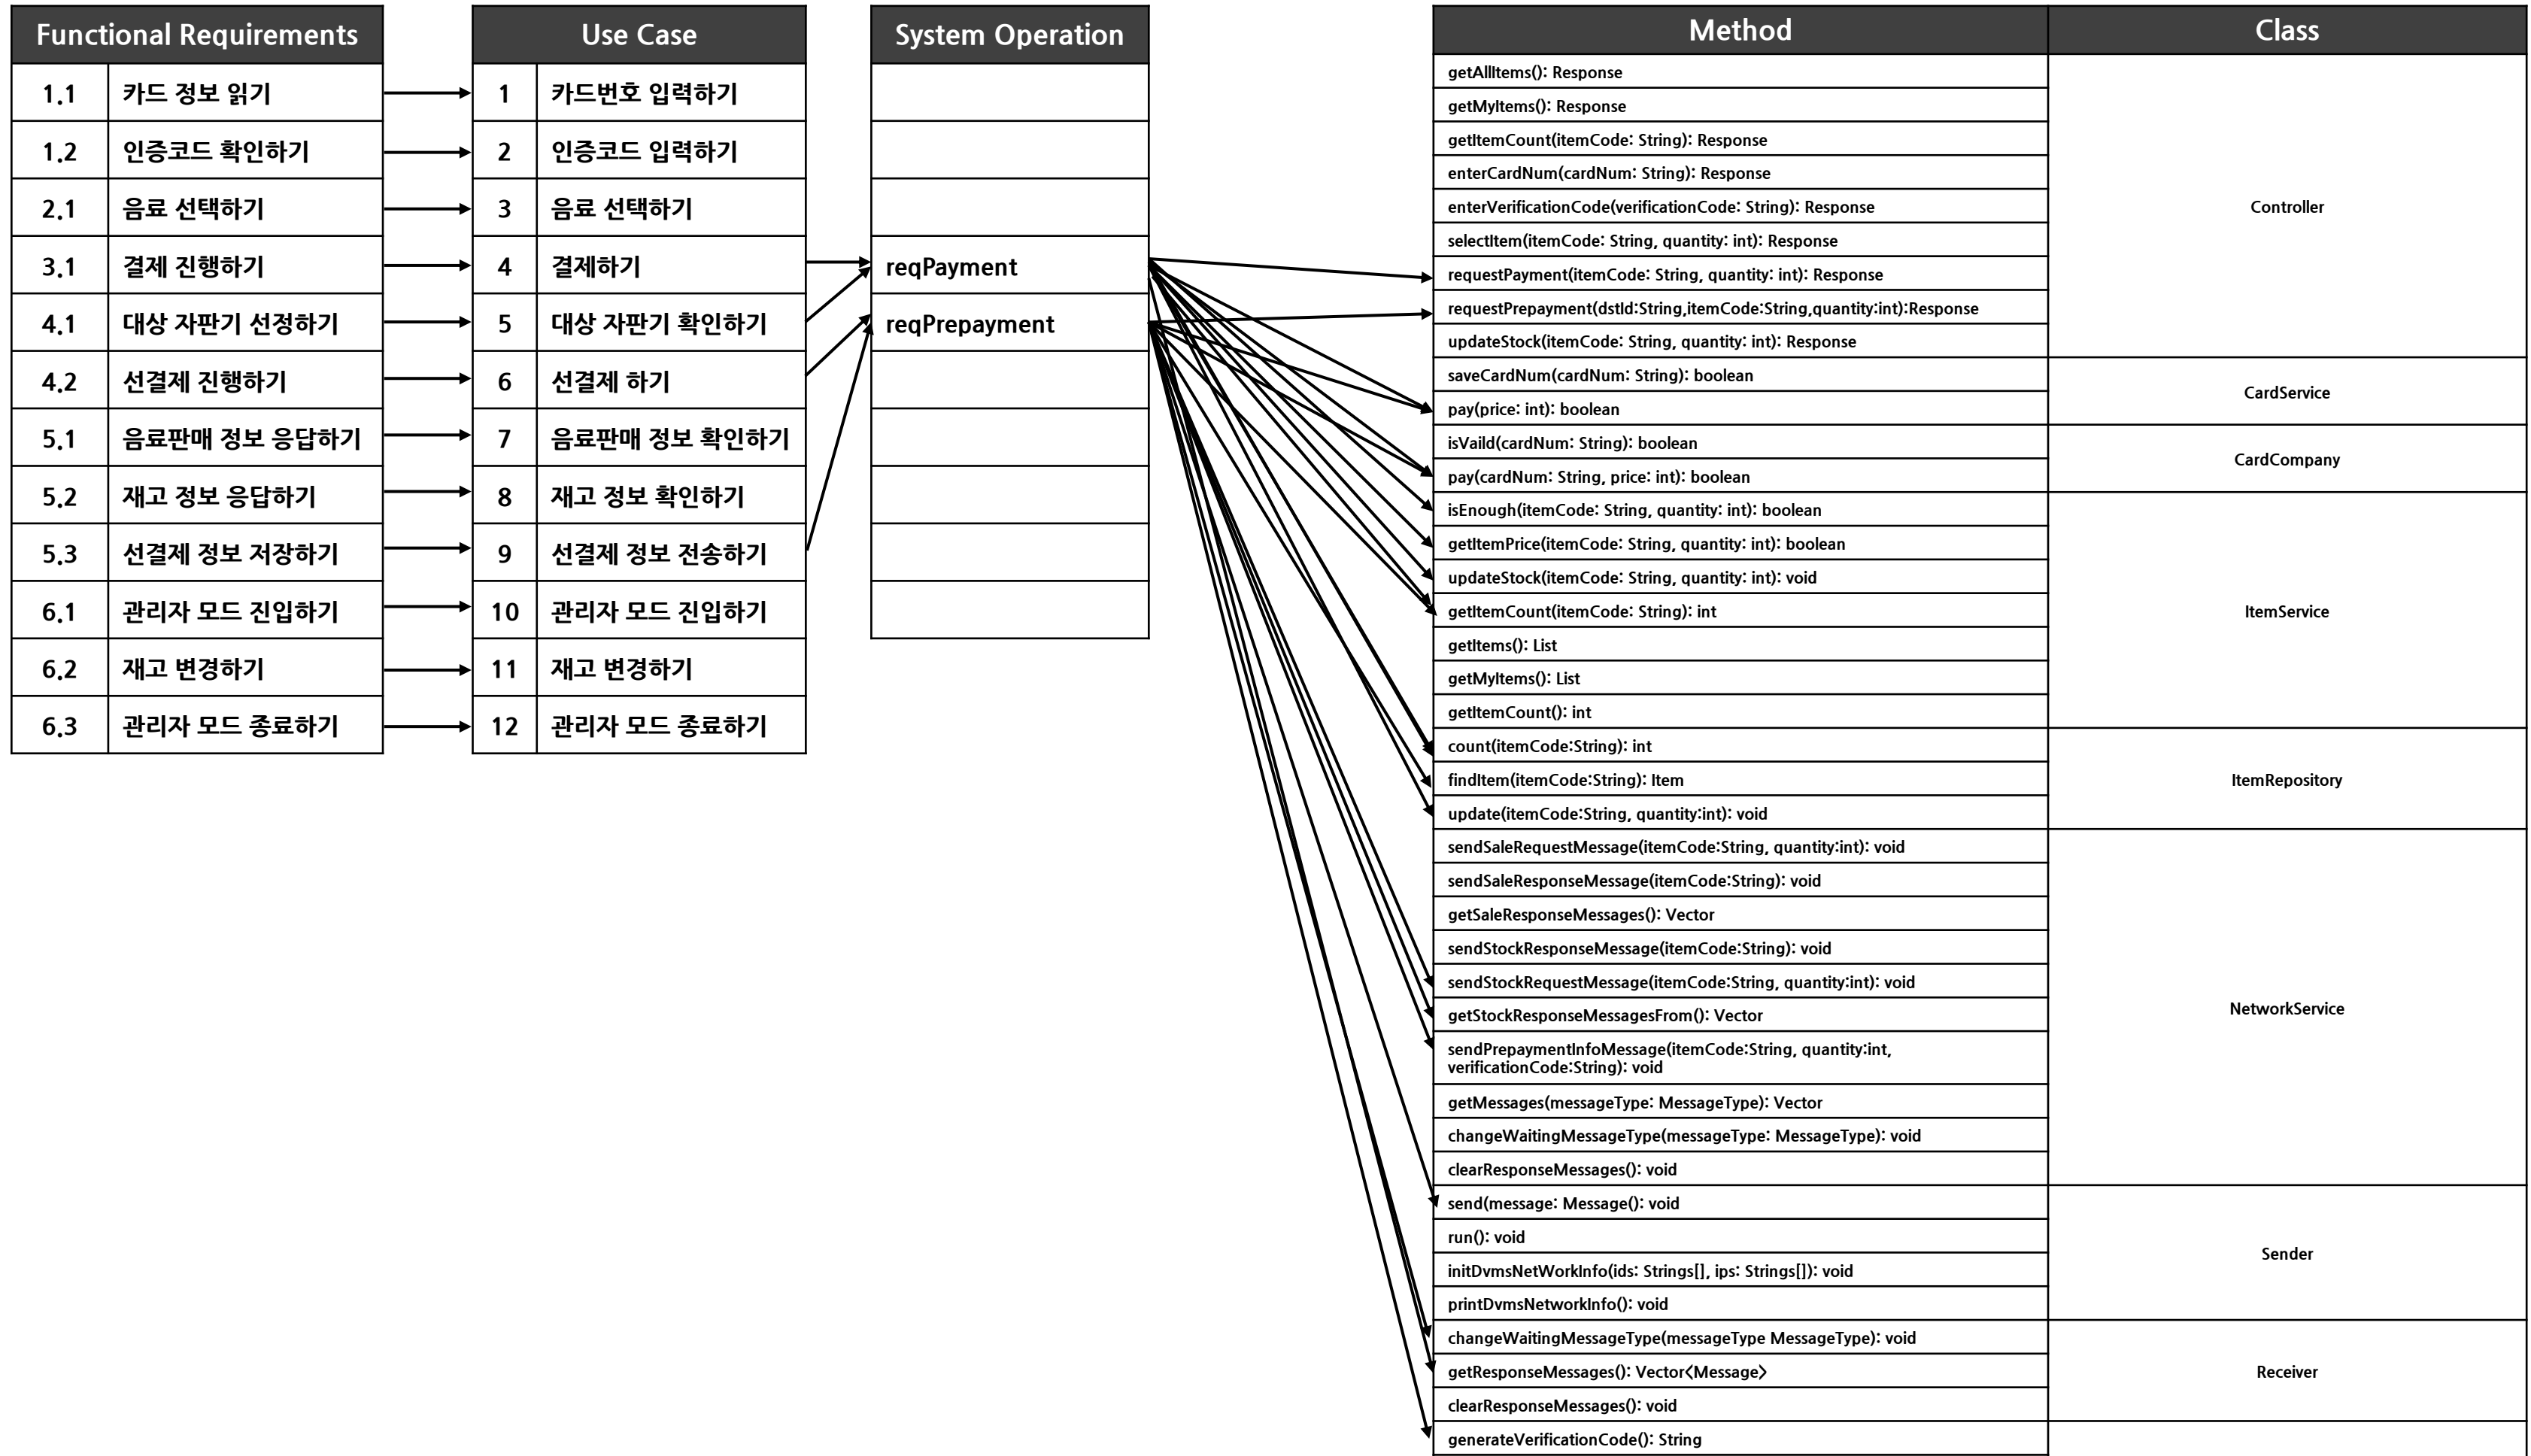 Functional Requirements
1.1 카드 정보 읽기
1.2 인증코드 확인하기
2.1 음료 선택하기
3.1 결제 진행하기
4.1 대상 자판기 선정하기
4.2 선결제 진행하기
5.1 음료판매 정보 응답하기
5.2 재고 정보 응답하기
5.3 선결제 정보 저장하기
6.1 관리자 모드 진입하기
6.2 재고 변경하기
6.3 관리자 모드 종료하기
Use Case
1 카드번호 입력하기
2 인증코드 입력하기
3 음료 선택하기
4 결제하기
5 대상 자판기 확인하기
6 선결제 하기
7 음료판매 정보 확인하기
8 재고 정보 확인하기
9 선결제 정보 전송하기
10 관리자 모드 진입하기
11 재고 변경하기
12 관리자 모드 종료하기
System Operation
reqPayment
reqPrepayment
Method Class
getAllItems(): Response
getMyItems(): Response
getItemCount(itemCode: String): Response
enterCardNum(cardNum: String): Response
enterVerificationCode(verificationCode: String): Response
Controller
selectItem(itemCode: String, quantity: int): Response
requestPayment(itemCode: String, quantity: int): Response
requestPrepayment(dstId:String,itemCode:String,quantity:int):Response
updateStock(itemCode: String, quantity: int): Response
saveCardNum(cardNum: String): boolean
CardService
pay(price: int): boolean
isVaild(cardNum: String): boolean
CardCompany
pay(cardNum: String, price: int): boolean
isEnough(itemCode: String, quantity: int): boolean
getItemPrice(itemCode: String, quantity: int): boolean
updateStock(itemCode: String, quantity: int): void
getItemCount(itemCode: String): int
ItemService
getItems(): List
getMyItems(): List
getItemCount(): int
count(itemCode:String): int
findItem(itemCode:String): Item
ItemRepository
update(itemCode:String, quantity:int): void
sendSaleRequestMessage(itemCode:String, quantity:int): void
sendSaleResponseMessage(itemCode:String): void
getSaleResponseMessages(): Vector
sendStockResponseMessage(itemCode:String): void
sendStockRequestMessage(itemCode:String, quantity:int): void
getStockResponseMessagesFrom(): Vector
NetworkService
sendPrepaymentInfoMessage(itemCode:String, quantity:int,
verificationCode:String): void
getMessages(messageType: MessageType): Vector
changeWaitingMessageType(messageType: MessageType): void
clearResponseMessages(): void
send(message: Message(): void
run(): void
Sender
initDvmsNetWorkInfo(ids: Strings[], ips: Strings[]): void
printDvmsNetworkInfo(): void
changeWaitingMessageType(messageType MessageType): void
getResponseMessages(): Vector<Message>
Receiver
clearResponseMessages(): void
generateVerificationCode(): String